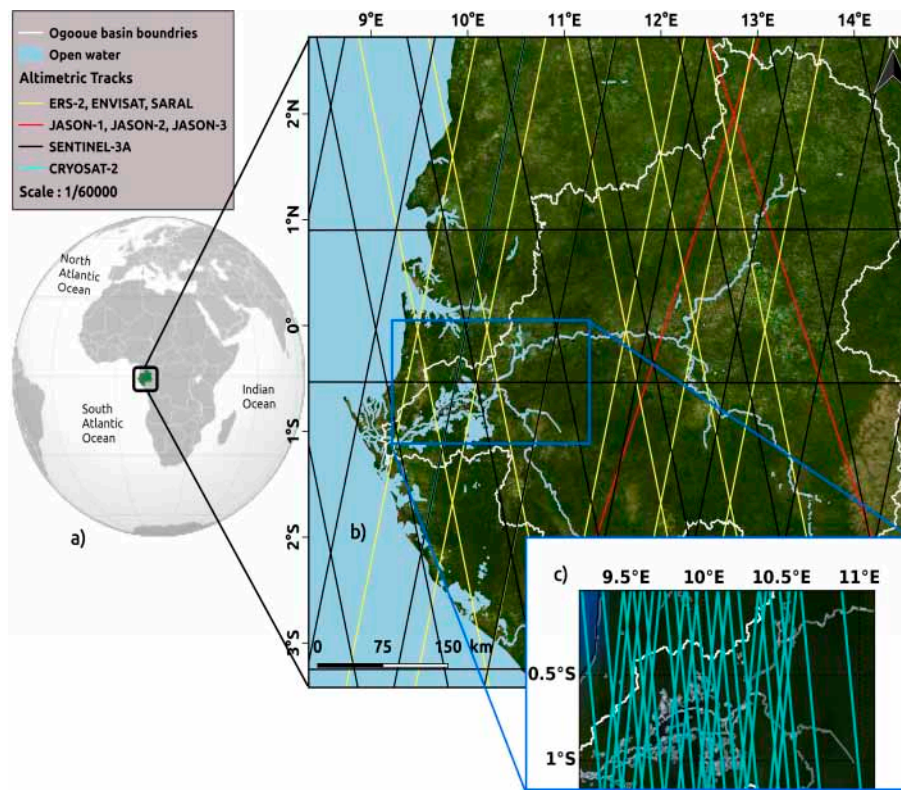 Ogooue basin boundries
Open water
Altimetric Tracks
ERS-2, ENVISAT, SARAL
JASON-1, JASON-2, JASON-3
SENTINEL-3A
CRYOSAT-2
Scale : 1/60000
North
Atlantic
Ocean
South
Atlantic
Ocean
Indian
Ocean
a)
9°E 10°E 11°E 12°E 13°E 14°E
N
2°N
1°N
0°
1°S
2°S
3°S
b)
0 75 150 km
c)
9.5°E 10°E 10.5°E 11°E
0.5°S
1°S